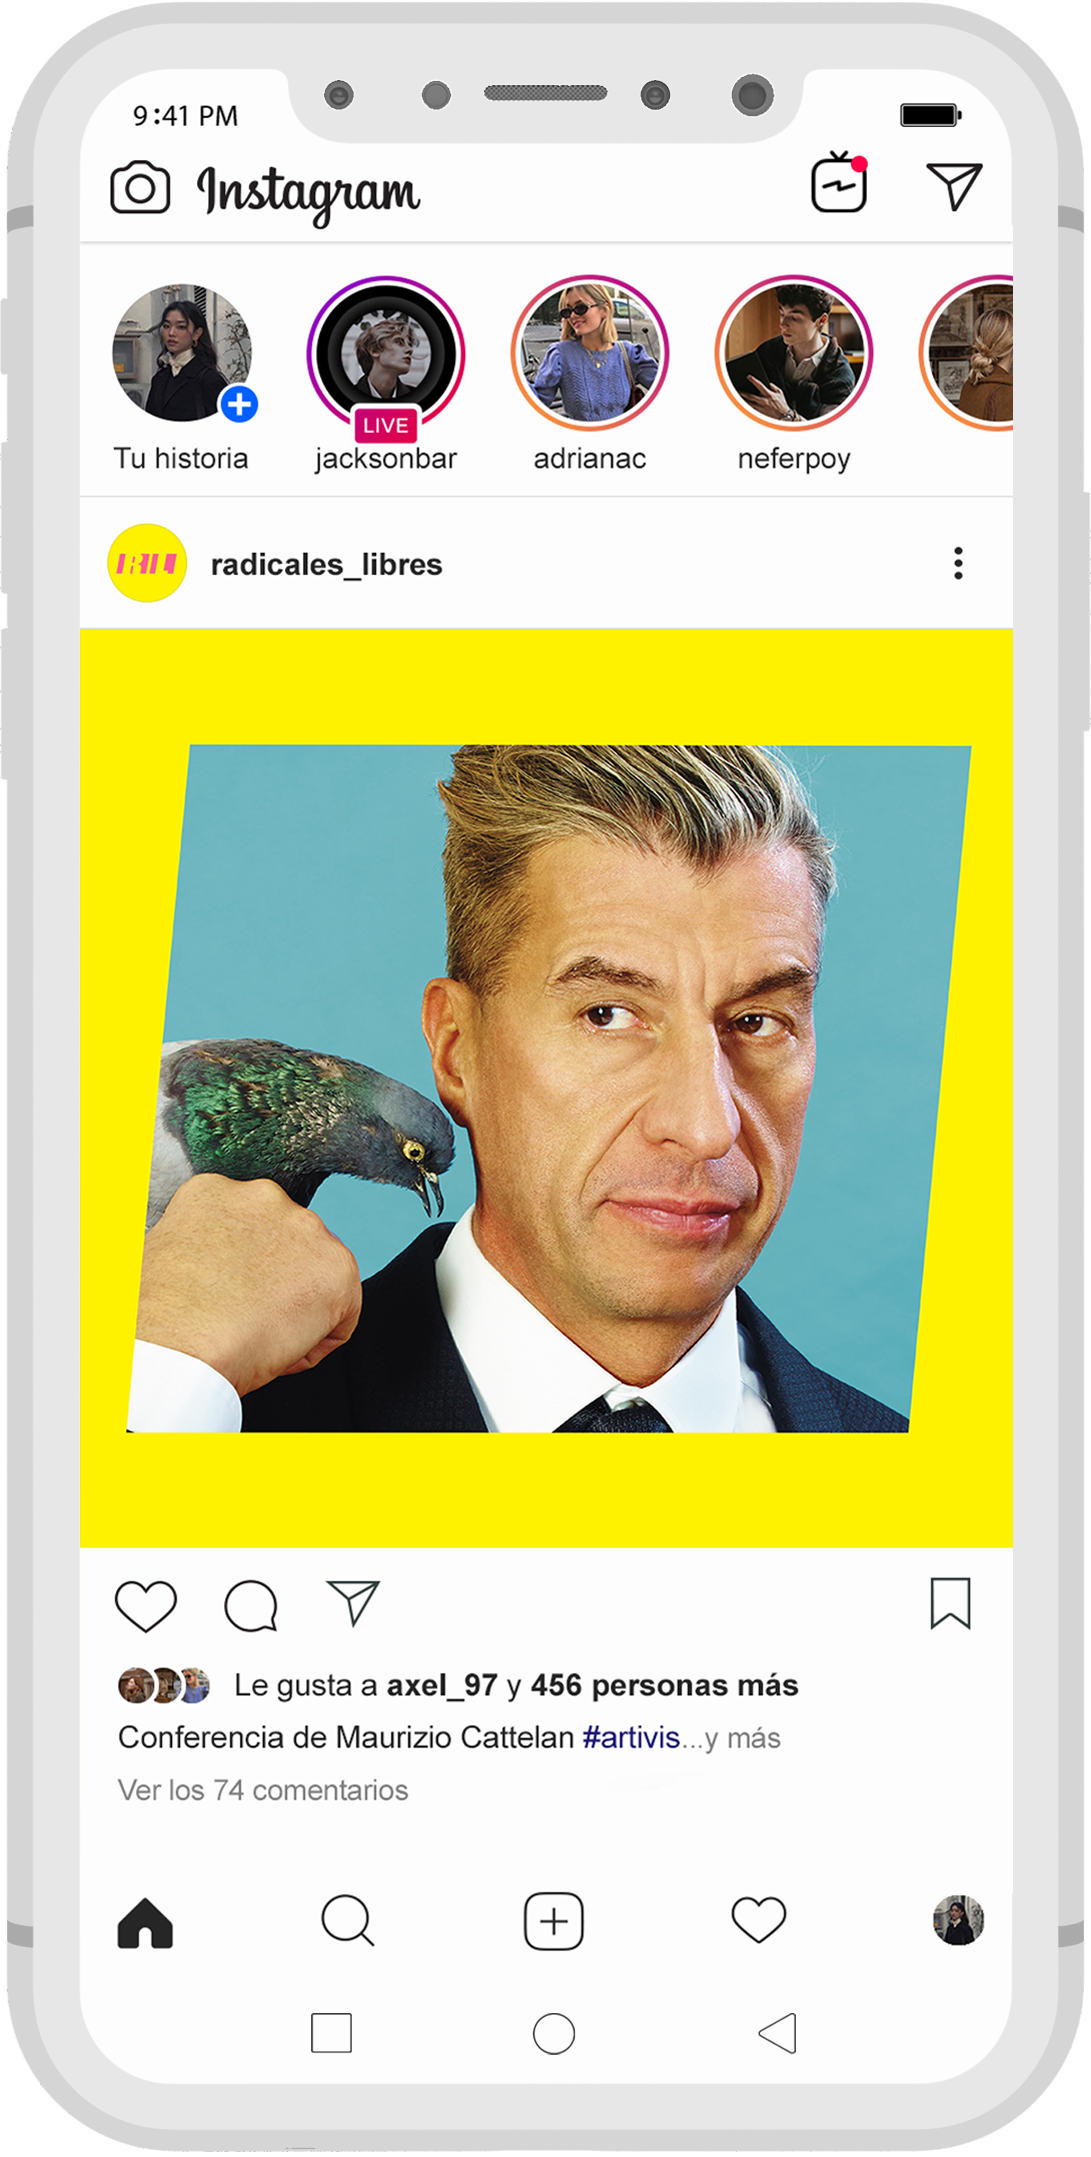 9:41 PM
Instagram
LIVE
Tu historia
jacksonbar
adrianac
neferpoy
radicales_libres
Le gusta a axel_97 y 456 personas más
Conferencia de Maurizio Cattelan #artivis...y más
Ver los 74 comentarios